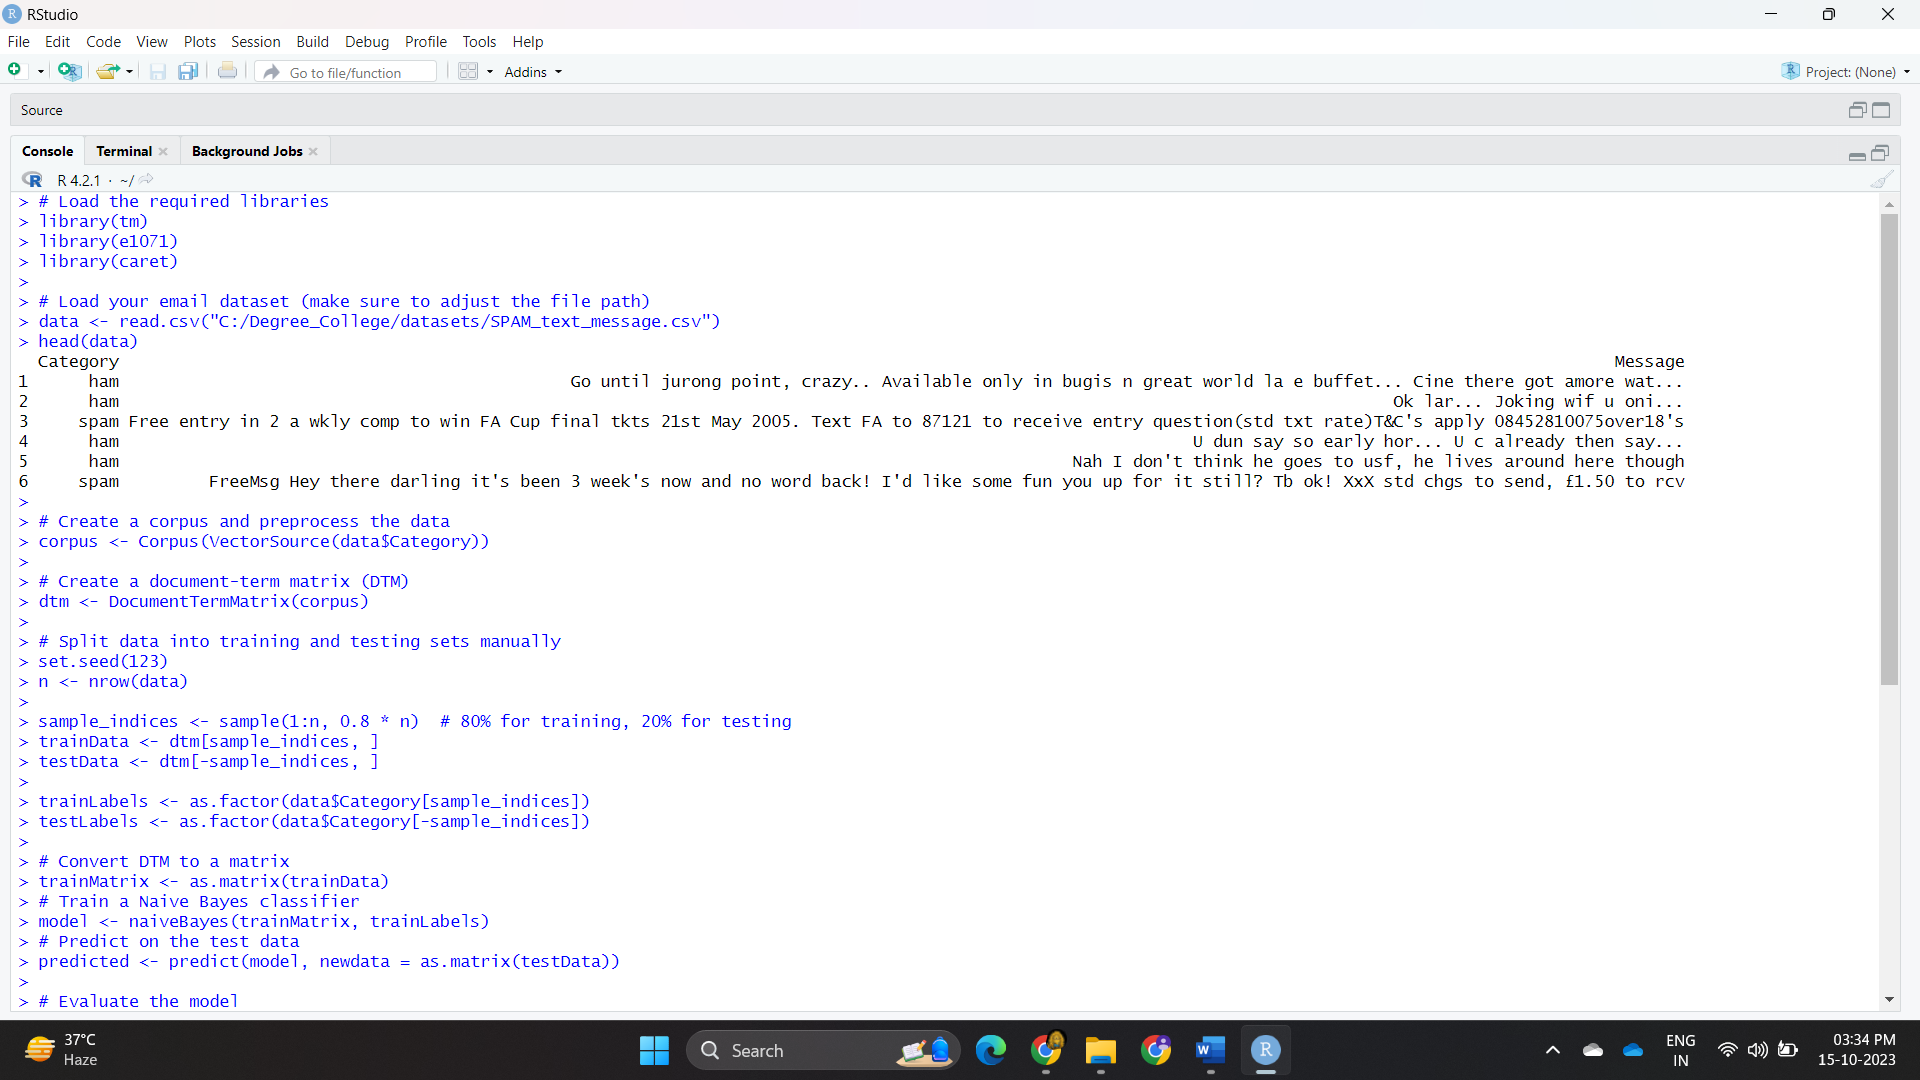 RStudio
File Edit Code View Plots Session Build Debug Profile Tools Help
Go to file/function Addins Project: (None)
Source
Console Terminal Background Jobs
R 4.2.1 · ~/
> # Load the required libraries
> library(tm)
> library(e1071)
> library(caret)
>
> # Load your email dataset (make sure to adjust the file path)
> data <- read.csv("C:/Degree_College/datasets/SPAM_text_message.csv")
> head(data)
Category Message
1 ham Go until jurong point, crazy.. Available only in bugis n great world la e buffet... Cine there got amore wat...
2 ham Ok lar... Joking wif u oni...
3 spam Free entry in 2 a wkly comp to win FA Cup final tkts 21st May 2005. Text FA to 87121 to receive entry question(std txt rate)T&C's apply 08452810075over18's
4 ham U dun say so early hor... U c already then say...
5 ham Nah I don't think he goes to usf, he lives around here though
6 spam FreeMsg Hey there darling it's been 3 week's now and no word back! I'd like some fun you up for it still? Tb ok! XxX std chgs to send, £1.50 to rcv
>
> # Create a corpus and preprocess the data
> corpus <- Corpus(VectorSource(data$Category))
>
> # Create a document-term matrix (DTM)
> dtm <- DocumentTermMatrix(corpus)
>
> # Split data into training and testing sets manually
> set.seed(123)
> n <- nrow(data)
>
> sample_indices <- sample(1:n, 0.8 * n)  # 80% for training, 20% for testing
> trainData <- dtm[sample_indices, ]
> testData <- dtm[-sample_indices, ]
>
> trainLabels <- as.factor(data$Category[sample_indices])
> testLabels <- as.factor(data$Category[-sample_indices])
>
> # Convert DTM to a matrix
> trainMatrix <- as.matrix(trainData)
> # Train a Naive Bayes classifier
> model <- naiveBayes(trainMatrix, trainLabels)
> # Predict on the test data
> predicted <- predict(model, newdata = as.matrix(testData))
>
> # Evaluate the model
37°C
Haze
Search
ENG
IN
03:34 PM
15-10-2023